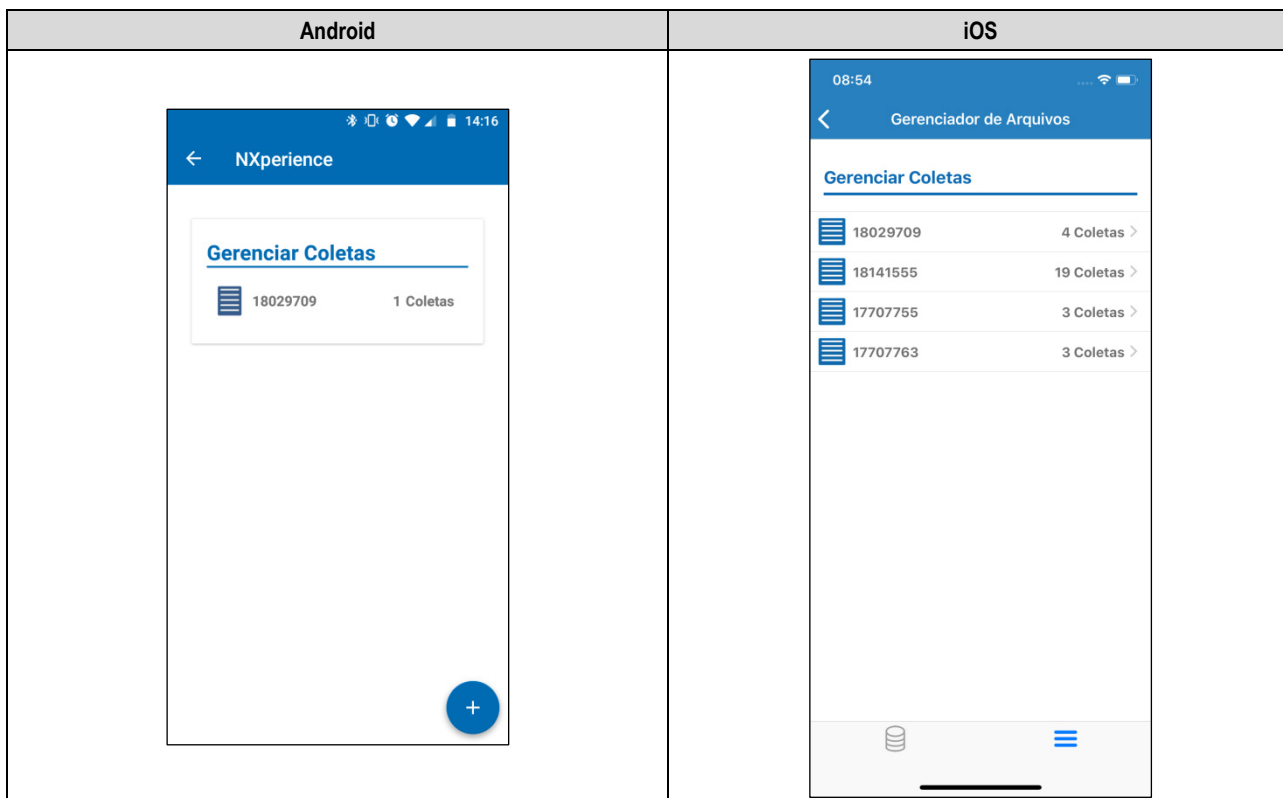 Android
iOS
14:16
NXperience
Gerenciar Coletas
18029709 1 Coletas
+
08:54
Gerenciador de Arquivos
Gerenciar Coletas
18029709 4 Coletas
18141555 19 Coletas
17707755 3 Coletas
17707763 3 Coletas